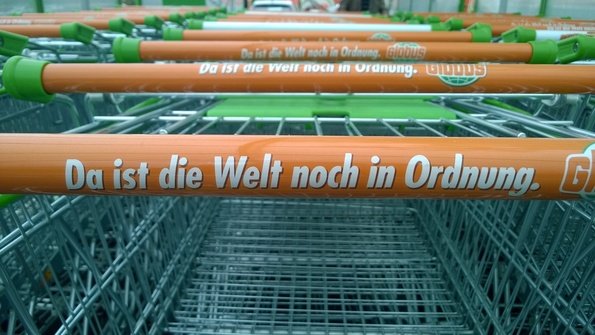 Da ist die Welt noch in Ordnung. GLOBUS
Da ist die Welt noch in Ordnung. GLOBUS
Da ist die Welt noch in Ordnung. G